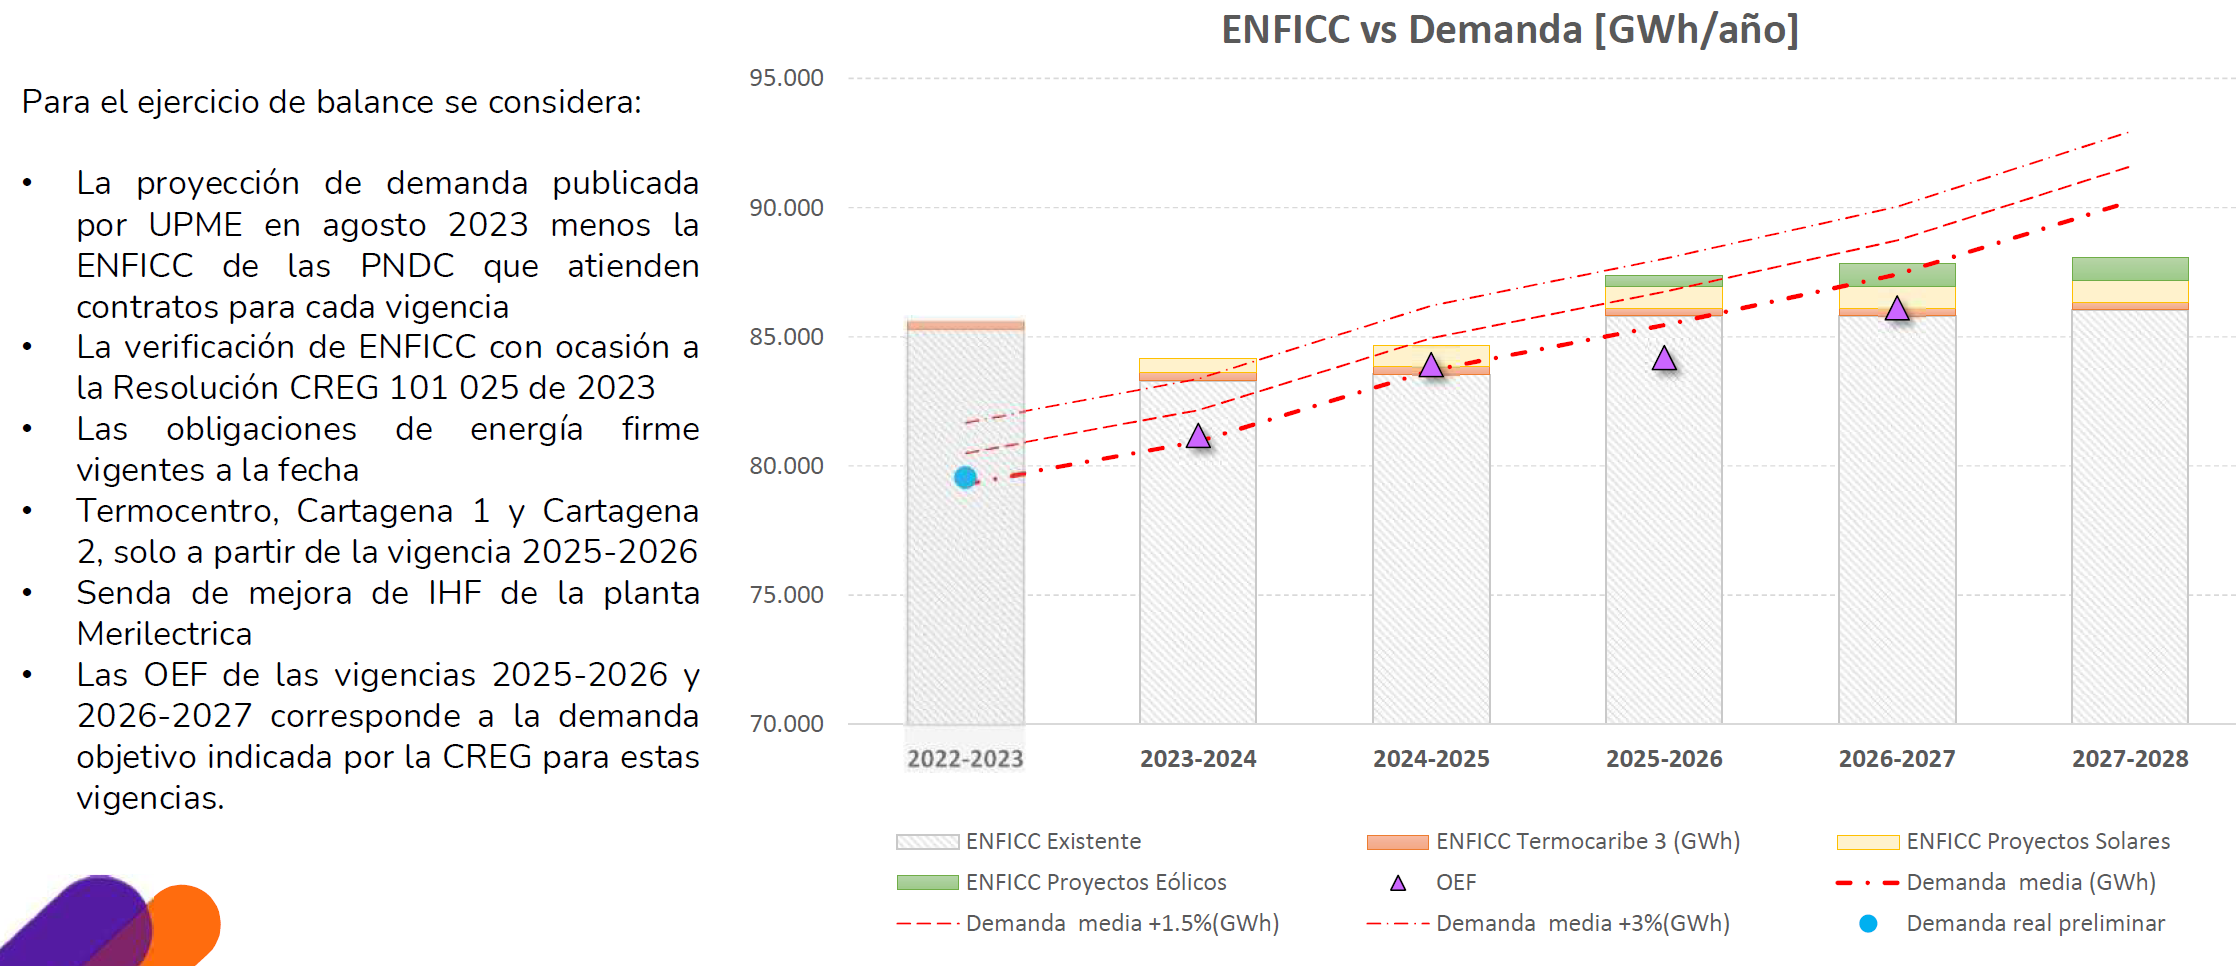 Para el ejercicio de balance se considera:
• La proyección de demanda publicada
por UPME en agosto 2023 menos la
ENFICC de las PNDC que atienden
contratos para cada vigencia
• La verificación de ENFICC con ocasión a
la Resolución CREG 101 025 de 2023
• Las obligaciones de energía firme
vigentes a la fecha
• Termocentro, Cartagena 1 y Cartagena
2, solo a partir de la vigencia 2025-2026
• Senda de mejora de IHF de la planta
Merilectrica
• Las OEF de las vigencias 2025-2026 y
2026-2027 corresponde a la demanda
objetivo indicada por la CREG para estas
vigencias.
ENFICC vs Demanda [GWh/año]
95.000
90.000
85.000
80.000
75.000
70.000
2022-2023 2023-2024 2024-2025 2025-2026 2026-2027 2027-2028
ENFICC Existente ENFICC Termocaribe 3 (GWh) ENFICC Proyectos Solares
ENFICC Proyectos Eólicos OEF Demanda media (GWh)
Demanda media +1.5%(GWh) Demanda media +3%(GWh) Demanda real preliminar